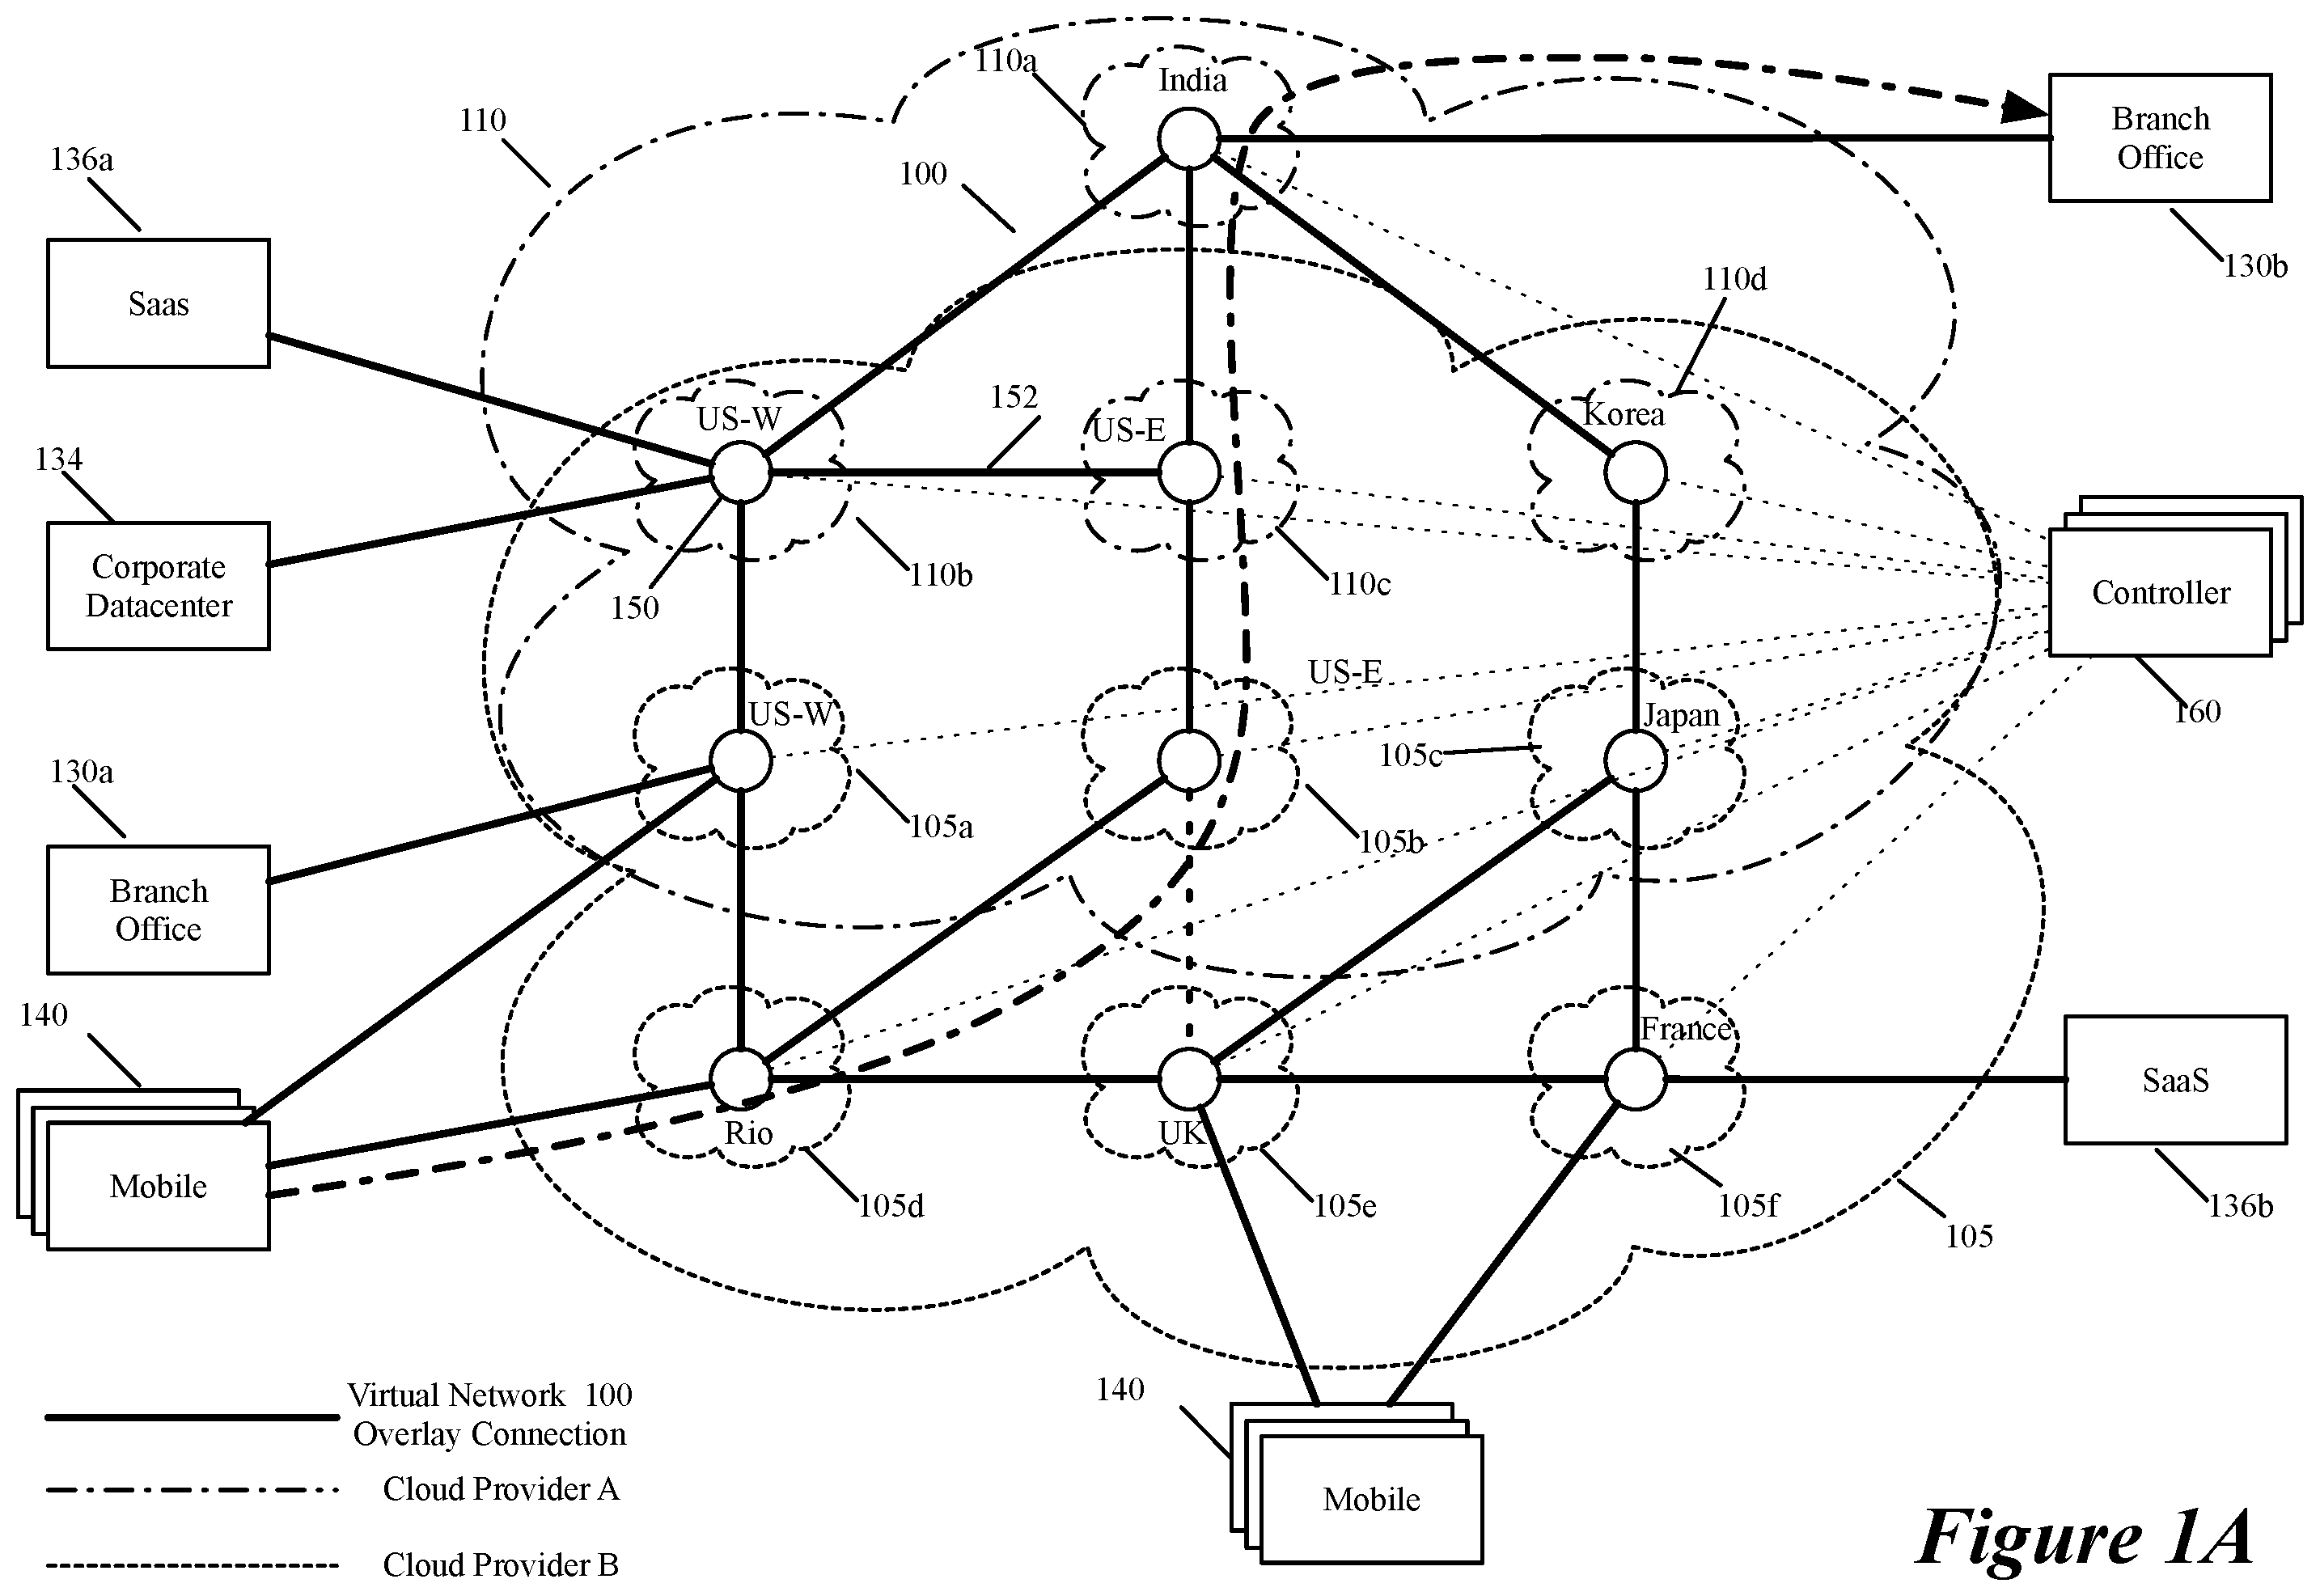 110a
India
110
Branch
Office
136a
100
130b
Saas
110d
152
US-W
US-E
Korea
134
Corporate
Datacenter
150
110b
110c
Controller
US-E
US-W
Japan
160
105c
130a
105a
105b
Branch
Office
140
France
SaaS
Mobile
Rio
UK
105d
105e
105f
136b
105
140
Virtual Network 100
Overlay Connection
Cloud Provider A
Mobile
Cloud Provider B
Figure 1A